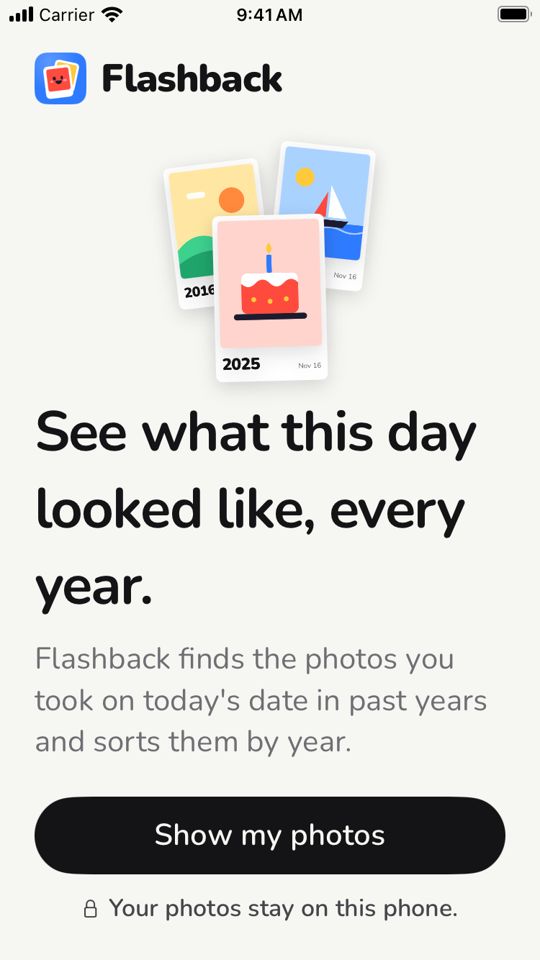 Carrier
9:41 AM
Flashback
2016
Nov 16
2025
Nov 16
See what this day
looked like, every
year.
Flashback finds the photos you
took on today's date in past years
and sorts them by year.
Show my photos
Your photos stay on this phone.